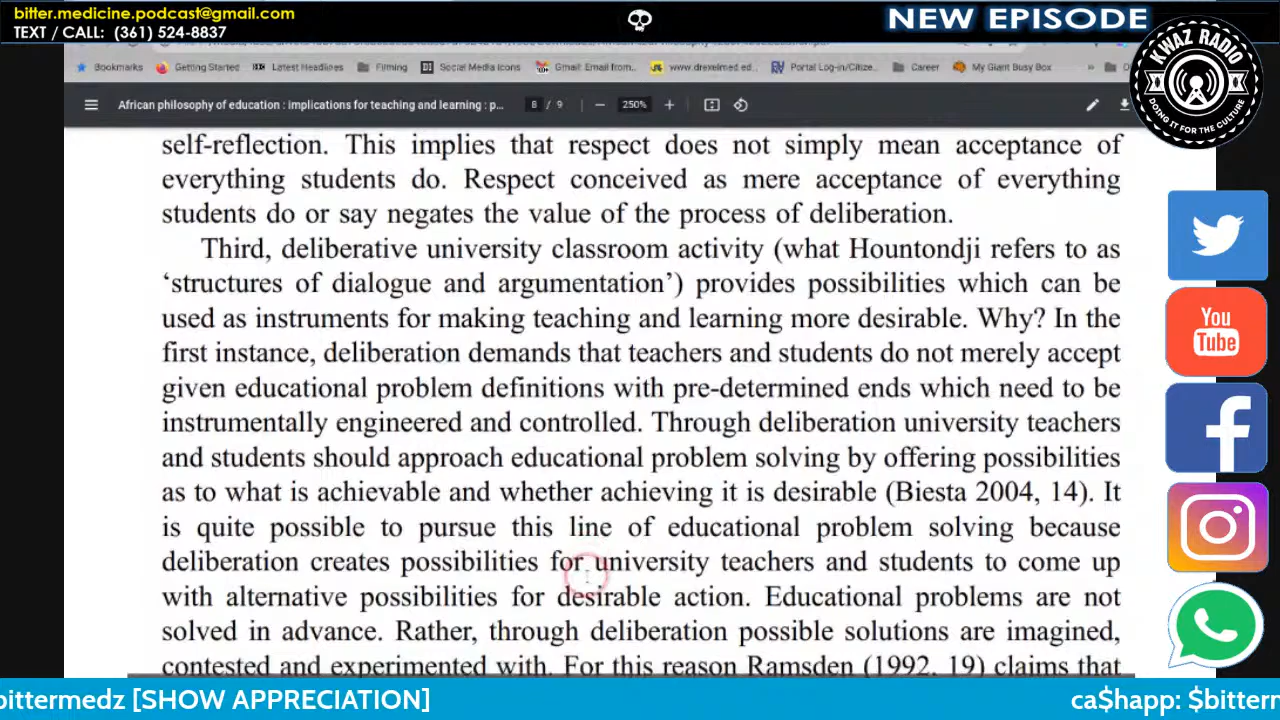 bitter.medicine.podcast@gmail.com
TEXT / CALL: (361) 524-8837
NEW EPISODE
KWAZ RADIO
DOING IT FOR THE CULTURE
Bookmarks Getting Started Latest Headlines Filming Social Media Icons Gmail: Email from... www.drexelmed.ed... Portal Log-in/Citize... Career My Giant Busy Box »
African philosophy of education : implications for teaching and learning : p... 8 / 9 − 250% +
self-reflection. This implies that respect does not simply mean acceptance of
everything students do. Respect conceived as mere acceptance of everything
students do or say negates the value of the process of deliberation.
Third, deliberative university classroom activity (what Hountondji refers to as
‘structures of dialogue and argumentation’) provides possibilities which can be
used as instruments for making teaching and learning more desirable. Why? In the
first instance, deliberation demands that teachers and students do not merely accept
given educational problem definitions with pre-determined ends which need to be
instrumentally engineered and controlled. Through deliberation university teachers
and students should approach educational problem solving by offering possibilities
as to what is achievable and whether achieving it is desirable (Biesta 2004, 14). It
is quite possible to pursue this line of educational problem solving because
deliberation creates possibilities for university teachers and students to come up
with alternative possibilities for desirable action. Educational problems are not
solved in advance. Rather, through deliberation possible solutions are imagined,
contested and experimented with. For this reason Ramsden (1992, 19) claims that
You
Tube
bittermedz [SHOW APPRECIATION]
ca$happ: $bittern